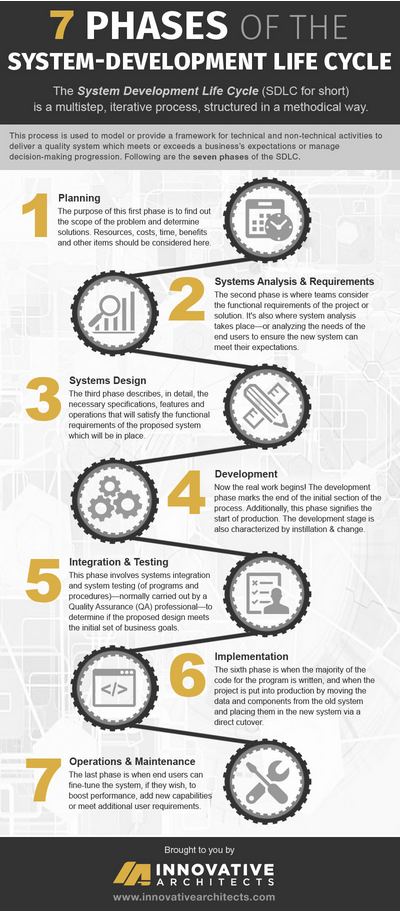 7 PHASES OF THE
SYSTEM-DEVELOPMENT LIFE CYCLE
The System Development Life Cycle (SDLC for short)
is a multistep, iterative process, structured in a methodical way.
This process is used to model or provide a framework for technical and non-technical activities to
deliver a quality system which meets or exceeds a business's expectations or manage
decision-making progression. Following are the seven phases of the SDLC.
1
Planning
The purpose of this first phase is to find out
the scope of the problem and determine
solutions. Resources, costs, time, benefits
and other items should be considered here.
2
Systems Analysis & Requirements
The second phase is where teams consider
the functional requirements of the project or
solution. It's also where system analysis
takes place—or analyzing the needs of the
end users to ensure the new system can
meet their expectations.
3
Systems Design
The third phase describes, in detail, the
necessary specifications, features and
operations that will satisfy the functional
requirements of the proposed system
which will be in place.
4
Development
Now the real work begins! The development
phase marks the end of the initial section of the
process. Additionally, this phase signifies the
start of production. The development stage is
also characterized by instillation & change.
5
Integration & Testing
This phase involves systems integration
and system testing (of programs and
procedures)—normally carried out by a
Quality Assurance (QA) professional—to
determine if the proposed design meets
the initial set of business goals.
6
Implementation
The sixth phase is when the majority of the
code for the program is written, and when the
project is put into production by moving the
data and components from the old system
and placing them in the new system via a
direct cutover.
</>
7
Operations & Maintenance
The last phase is when end users can
fine-tune the system, if they wish, to
boost performance, add new capabilities
or meet additional user requirements.
Brought to you by
INNOVATIVE
ARCHITECTS
www.innovativearchitects.com